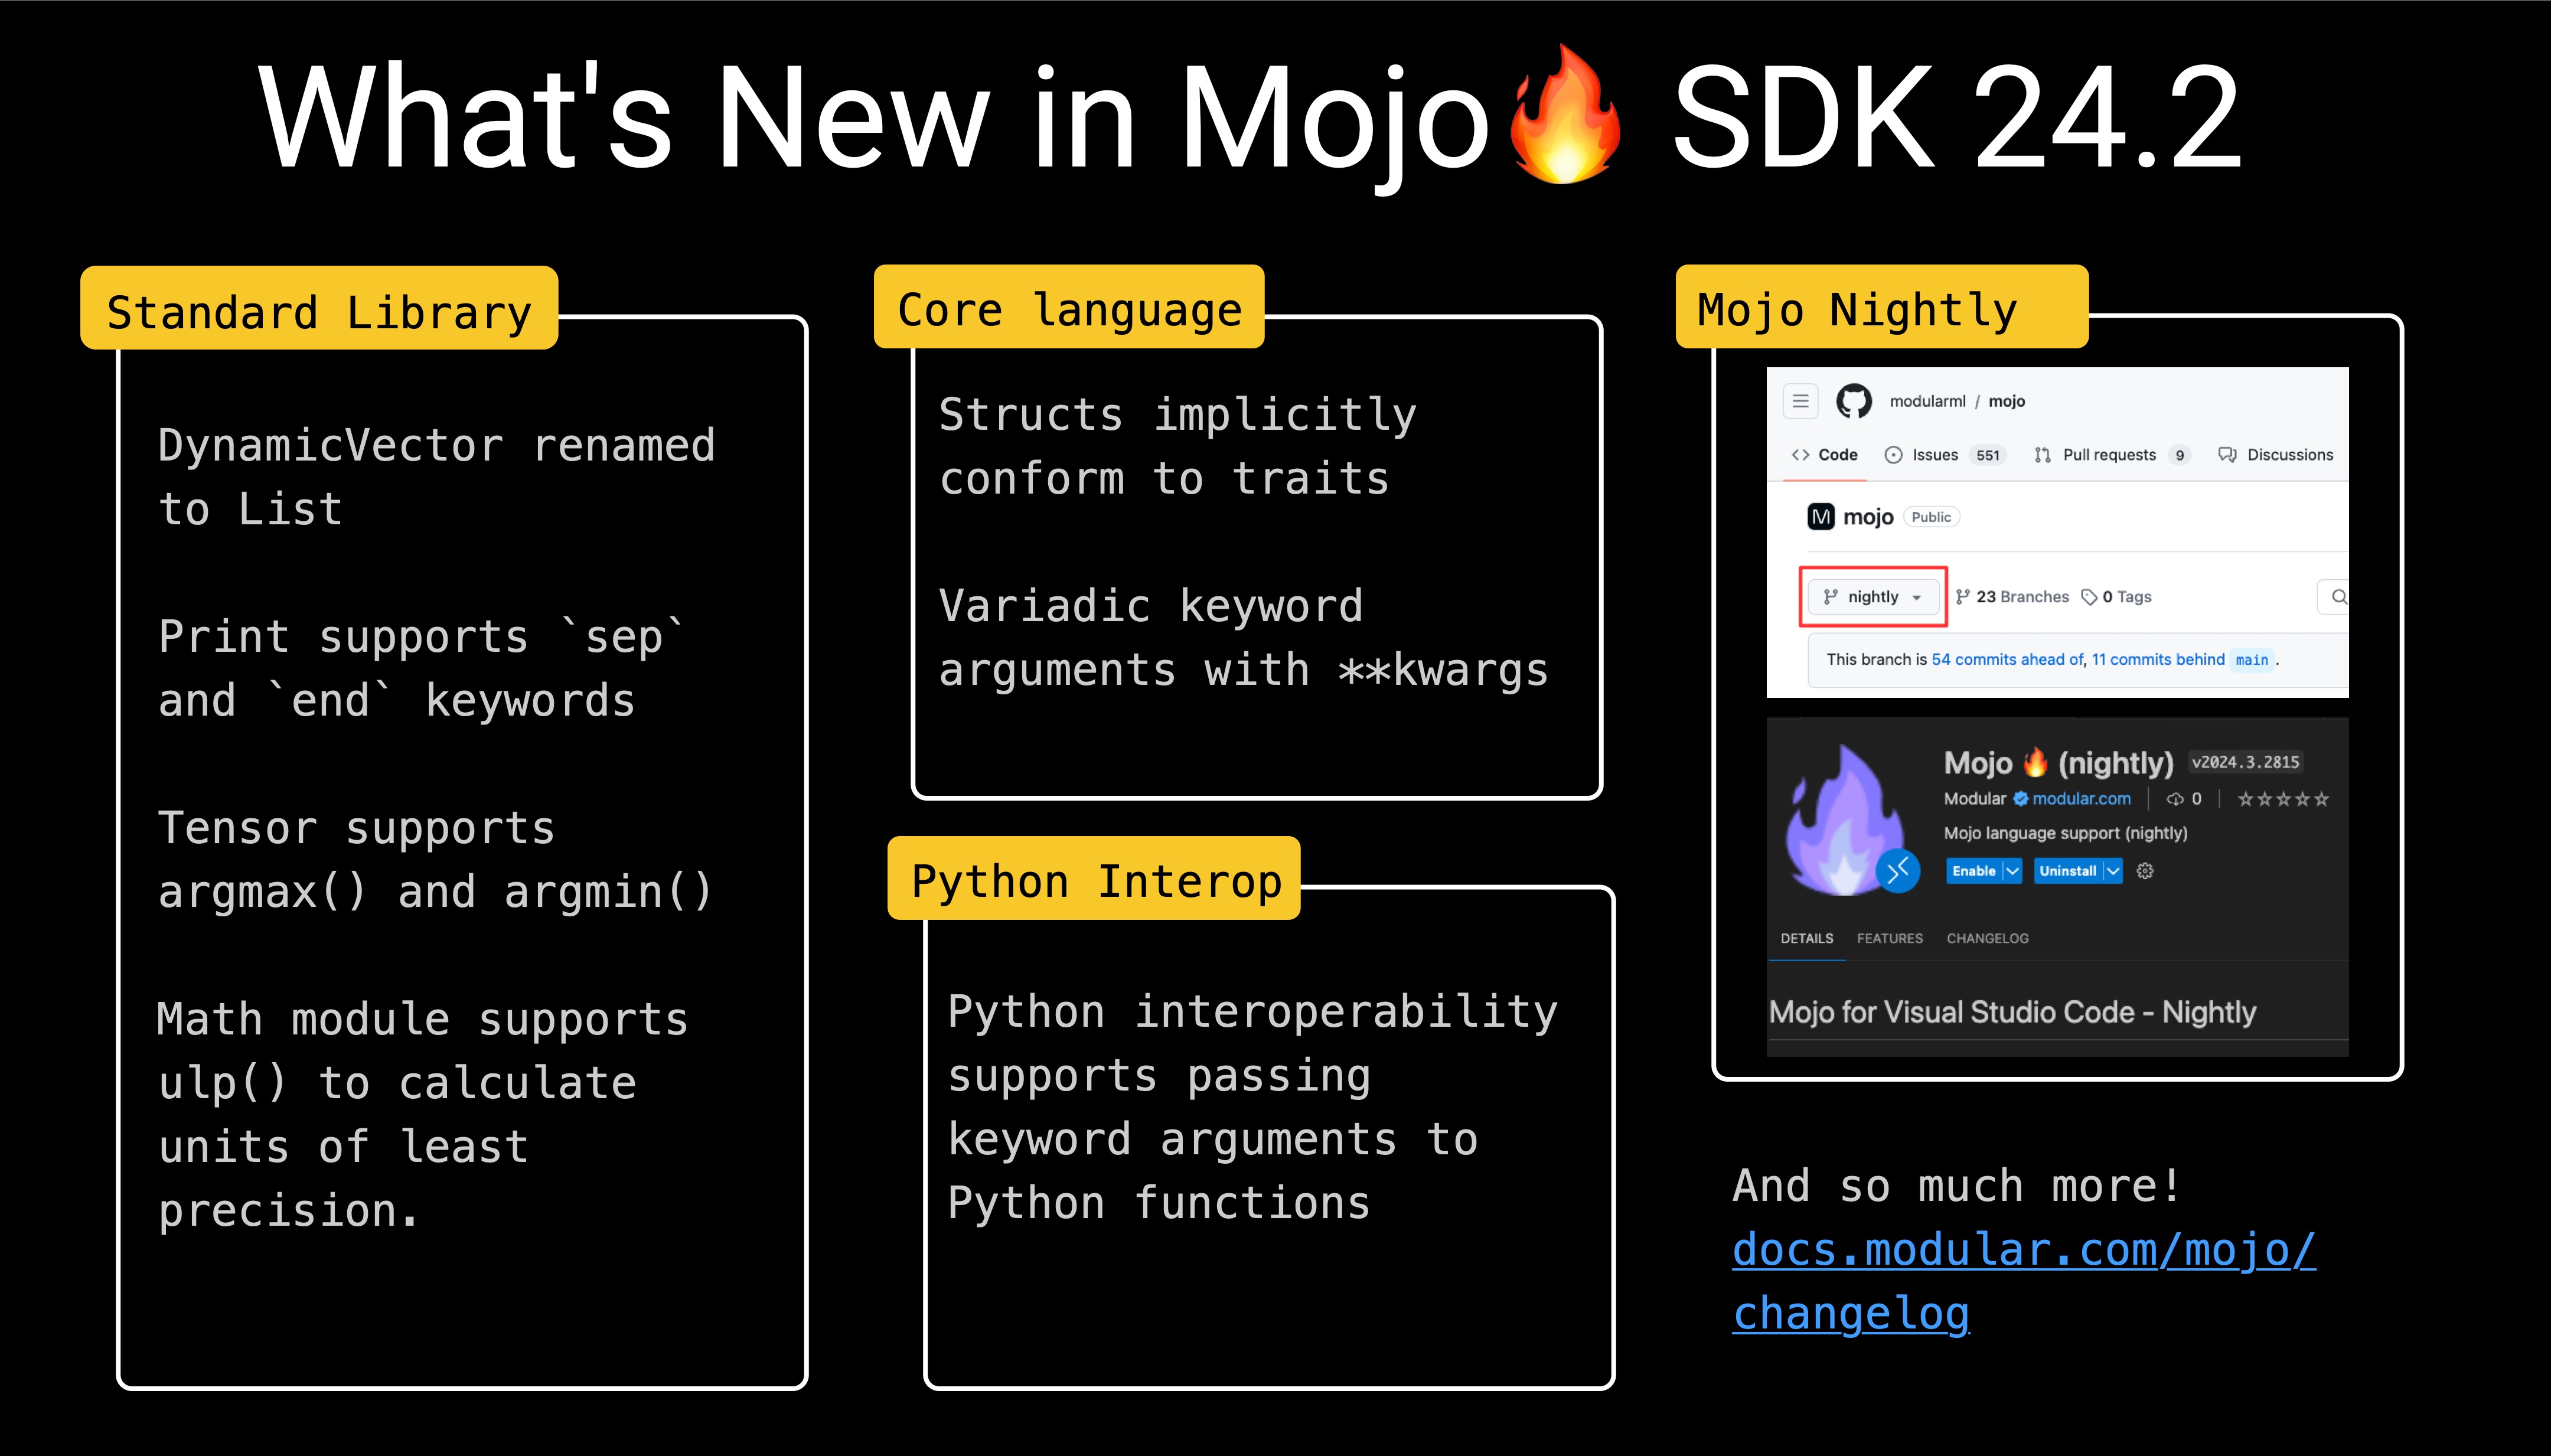 What's New in Mojo🔥 SDK 24.2
Standard Library
DynamicVector renamed
to List
Print supports `sep`
and `end` keywords
Tensor supports
argmax() and argmin()
Math module supports
ulp() to calculate
units of least
precision.
Core language
Structs implicitly
conform to traits
Variadic keyword
arguments with **kwargs
Python Interop
Python interoperability
supports passing
keyword arguments to
Python functions
Mojo Nightly
modularml / mojo
Code Issues 551 Pull requests 9 Discussions
M mojo Public
nightly 23 Branches 0 Tags
This branch is 54 commits ahead of, 11 commits behind main .
Mojo 🔥 (nightly) v2024.3.2815
Modular modular.com 0
Mojo language support (nightly)
Enable Uninstall
DETAILS FEATURES CHANGELOG
Mojo for Visual Studio Code - Nightly
And so much more!
docs.modular.com/mojo/
changelog